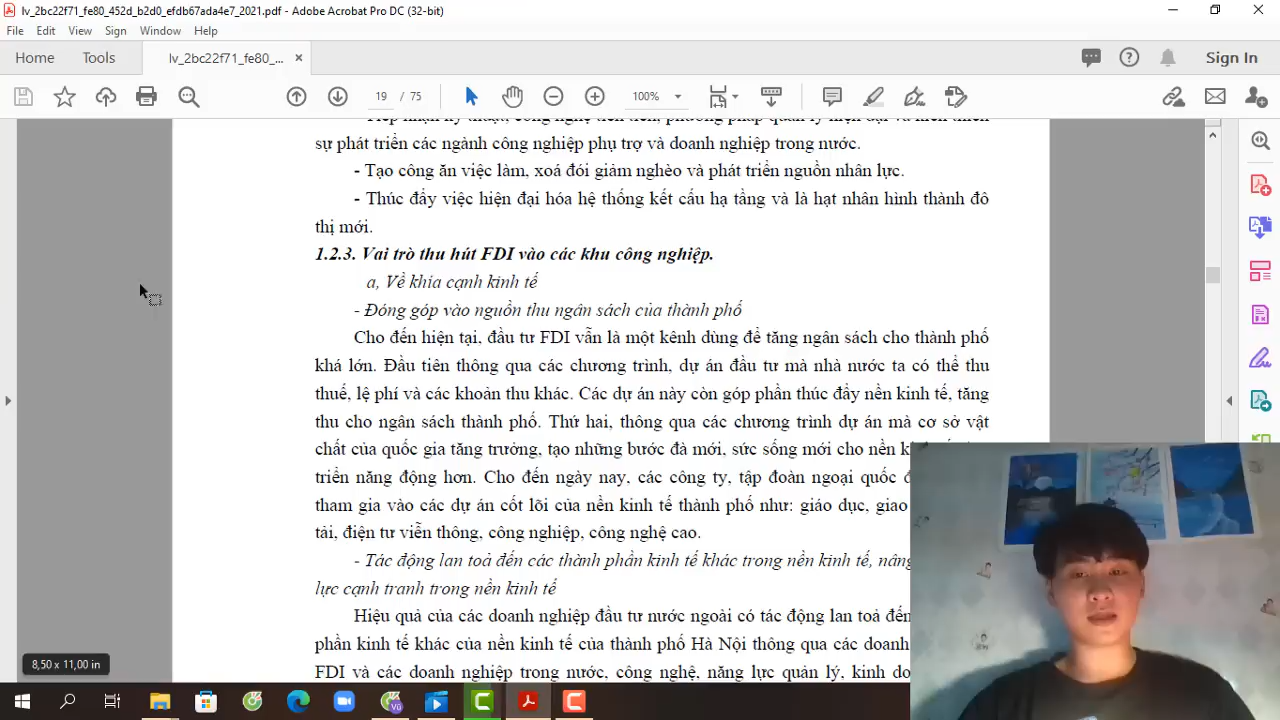 lv_2bc22f71_fe80_452d_b2d0_efdb67ada4e7_2021.pdf - Adobe Acrobat Pro DC (32-bit)
File Edit View Sign Window Help
Home Tools lv_2bc22f71_fe80_... × Sign In
19 / 75 100%
sự phát triển các ngành công nghiệp phụ trợ và doanh nghiệp trong nước.
- Tạo công ăn việc làm, xoá đói giảm nghèo và phát triển nguồn nhân lực.
- Thúc đẩy việc hiện đại hóa hệ thống kết cấu hạ tầng và là hạt nhân hình thành đô
thị mới.
1.2.3. Vai trò thu hút FDI vào các khu công nghiệp.
a, Về khía cạnh kinh tế
- Đóng góp vào nguồn thu ngân sách của thành phố
Cho đến hiện tại, đầu tư FDI vẫn là một kênh dùng để tăng ngân sách cho thành phố
khá lớn. Đầu tiên thông qua các chương trình, dự án đầu tư mà nhà nước ta có thể thu
thuế, lệ phí và các khoản thu khác. Các dự án này còn góp phần thúc đẩy nền kinh tế, tăng
thu cho ngân sách thành phố. Thứ hai, thông qua các chương trình dự án mà cơ sở vật
chất của quốc gia tăng trưởng, tạo những bước đà mới, sức sống mới cho nền
triển năng động hơn. Cho đến ngày nay, các công ty, tập đoàn ngoại quốc
tham gia vào các dự án cốt lõi của nền kinh tế thành phố như: giáo dục, giao
tải, điện tư viễn thông, công nghiệp, công nghệ cao.
- Tác động lan toả đến các thành phần kinh tế khác trong nền kinh tế, nâng
lực cạnh tranh trong nền kinh tế
Hiệu quả của các doanh nghiệp đầu tư nước ngoài có tác động lan toả đến
phần kinh tế khác của nền kinh tế của thành phố Hà Nội thông qua các doanh
FDI và các doanh nghiệp trong nước, công nghệ, năng lực quản lý, kinh
8,50 x 11,00 in